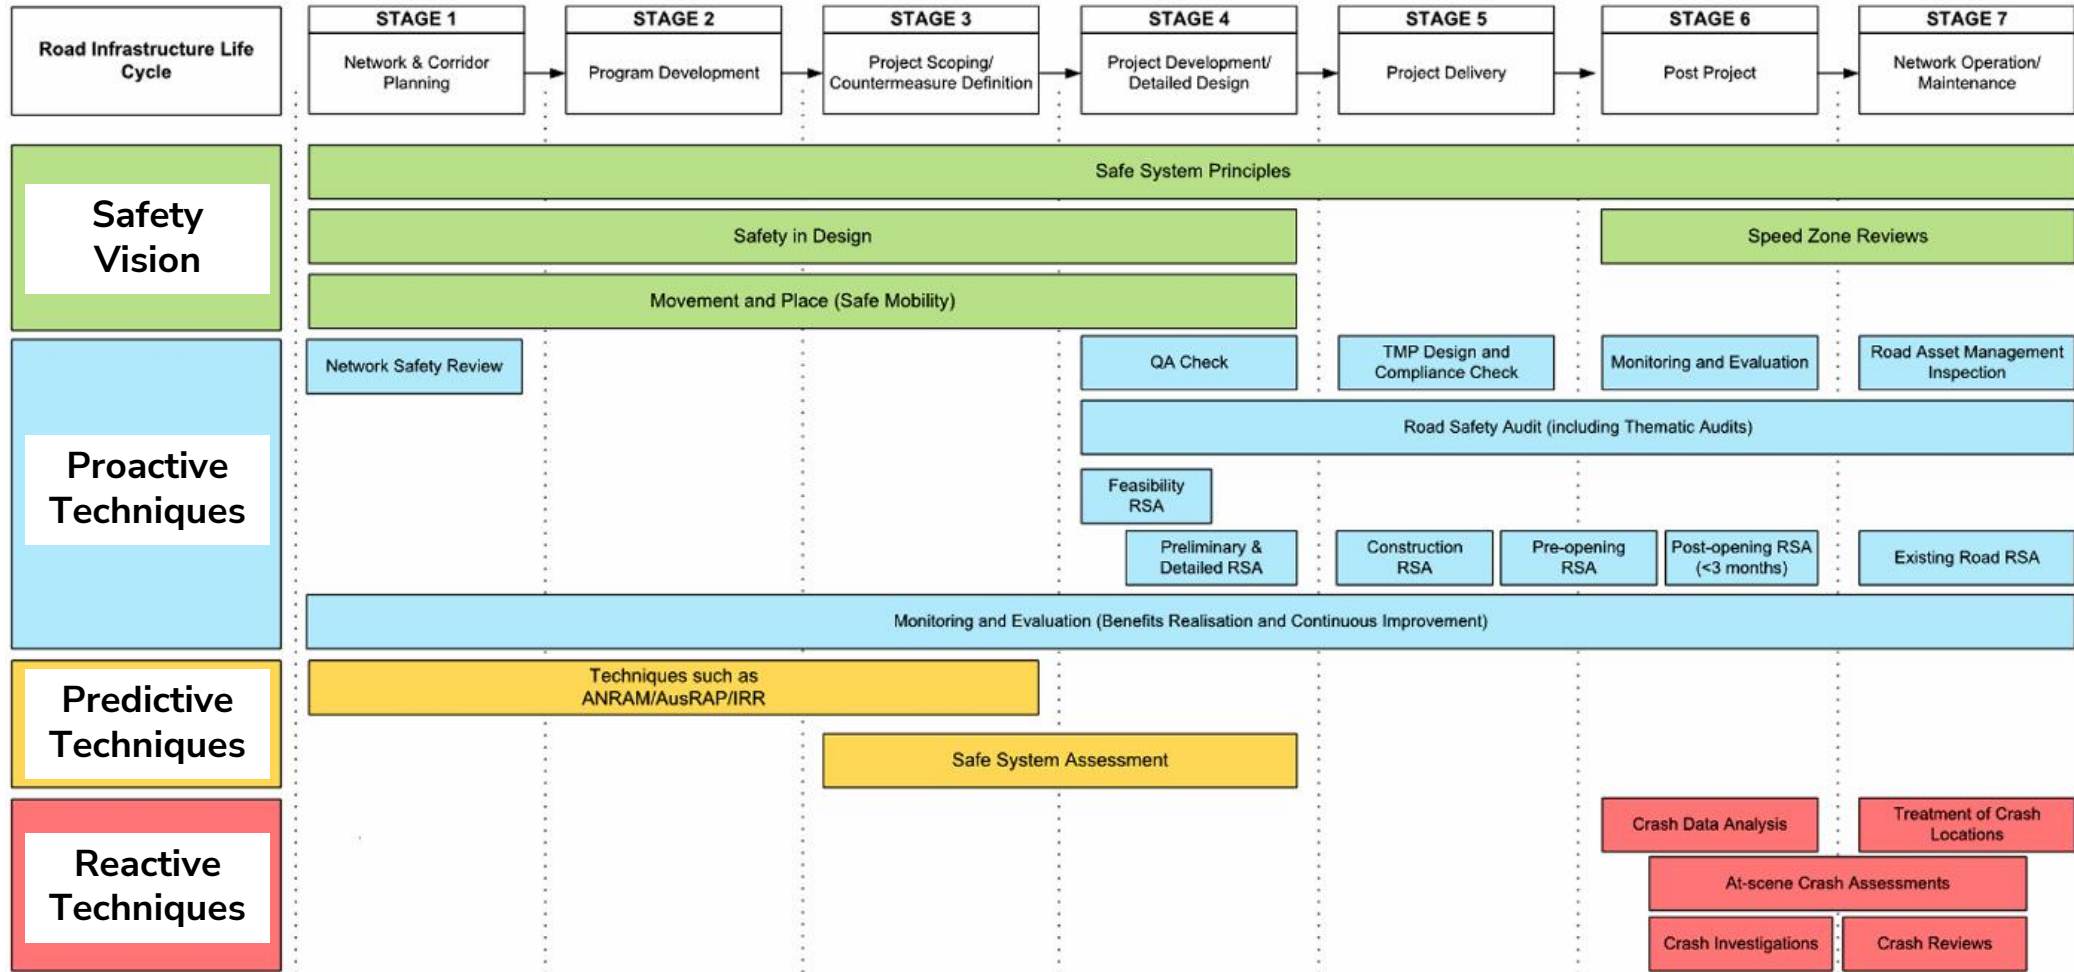 Road Infrastructure Life
Cycle
STAGE 1
Network & Corridor
Planning
STAGE 2
Program Development
STAGE 3
Project Scoping/
Countermeasure Definition
STAGE 4
Project Development/
Detailed Design
STAGE 5
Project Delivery
STAGE 6
Post Project
STAGE 7
Network Operation/
Maintenance
Safety
Vision
Safe System Principles
Safety in Design
Speed Zone Reviews
Movement and Place (Safe Mobility)
Proactive
Techniques
Network Safety Review
QA Check
TMP Design and
Compliance Check
Monitoring and Evaluation
Road Asset Management
Inspection
Road Safety Audit (including Thematic Audits)
Feasibility
RSA
Preliminary &
Detailed RSA
Construction
RSA
Pre-opening
RSA
Post-opening RSA
(<3 months)
Existing Road RSA
Monitoring and Evaluation (Benefits Realisation and Continuous Improvement)
Predictive
Techniques
Techniques such as
ANRAM/AusRAP/IRR
Safe System Assessment
Reactive
Techniques
Crash Data Analysis
Treatment of Crash
Locations
At-scene Crash Assessments
Crash Investigations
Crash Reviews